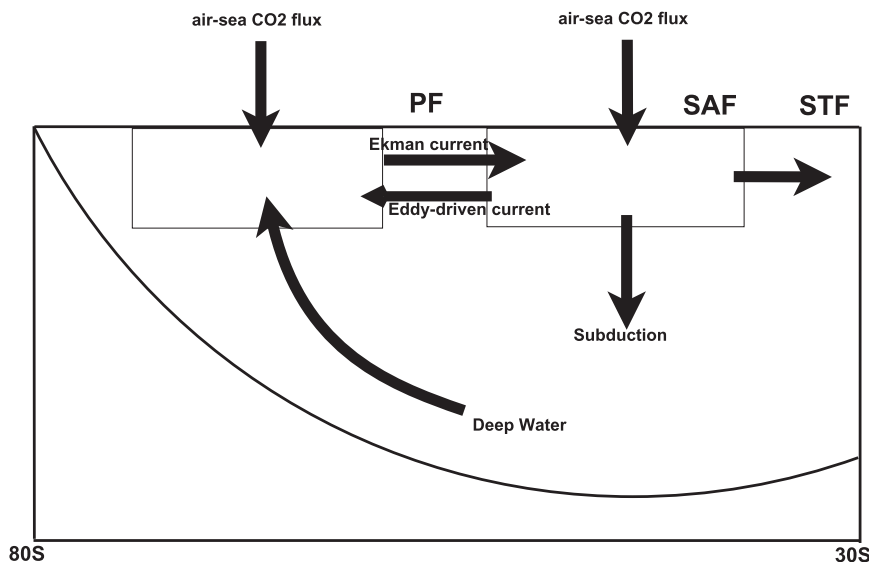 air-sea CO2 flux
air-sea CO2 flux
PF
SAF
STF
Ekman current
Eddy-driven current
Subduction
Deep Water
80S
30S